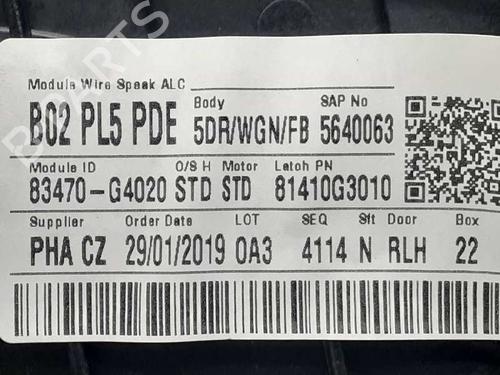 Module Wire Speak ALC Body SAP No
B02 PL5 PDE 5DR/WGN/FB 5640063
Module ID O/S H Motor Latch PN
83470-G4020 STD STD 81410G3010
Supplier Order Date LOT SEQ Sft Door Box
PHA CZ 29/01/2019 0A3 4114 N RLH 22